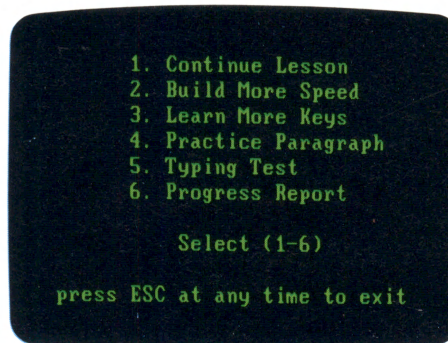 1. Continue Lesson
2. Build More Speed
3. Learn More Keys
4. Practice Paragraph
5. Typing Test
6. Progress Report
Select (1-6)
press ESC at any time to exit